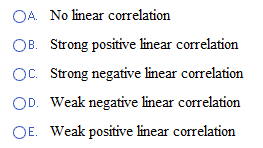 A. No linear correlation
B. Strong positive linear correlation
C. Strong negative linear correlation
D. Weak negative linear correlation
E. Weak positive linear correlation